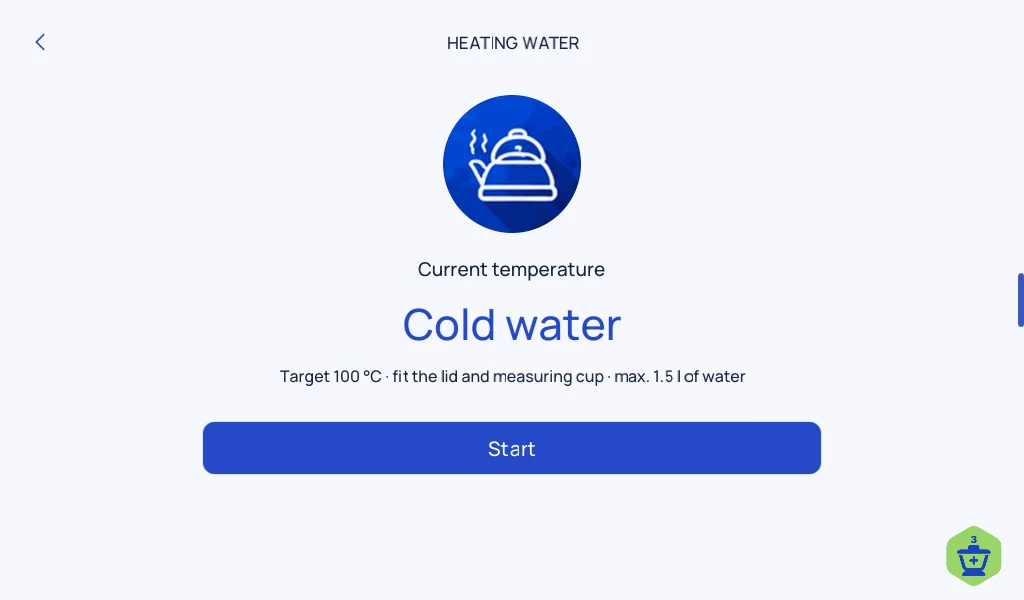 HEATING WATER
Current temperature
Cold water
Target 100 °C · fit the lid and measuring cup · max. 1.5 l of water
Start
3